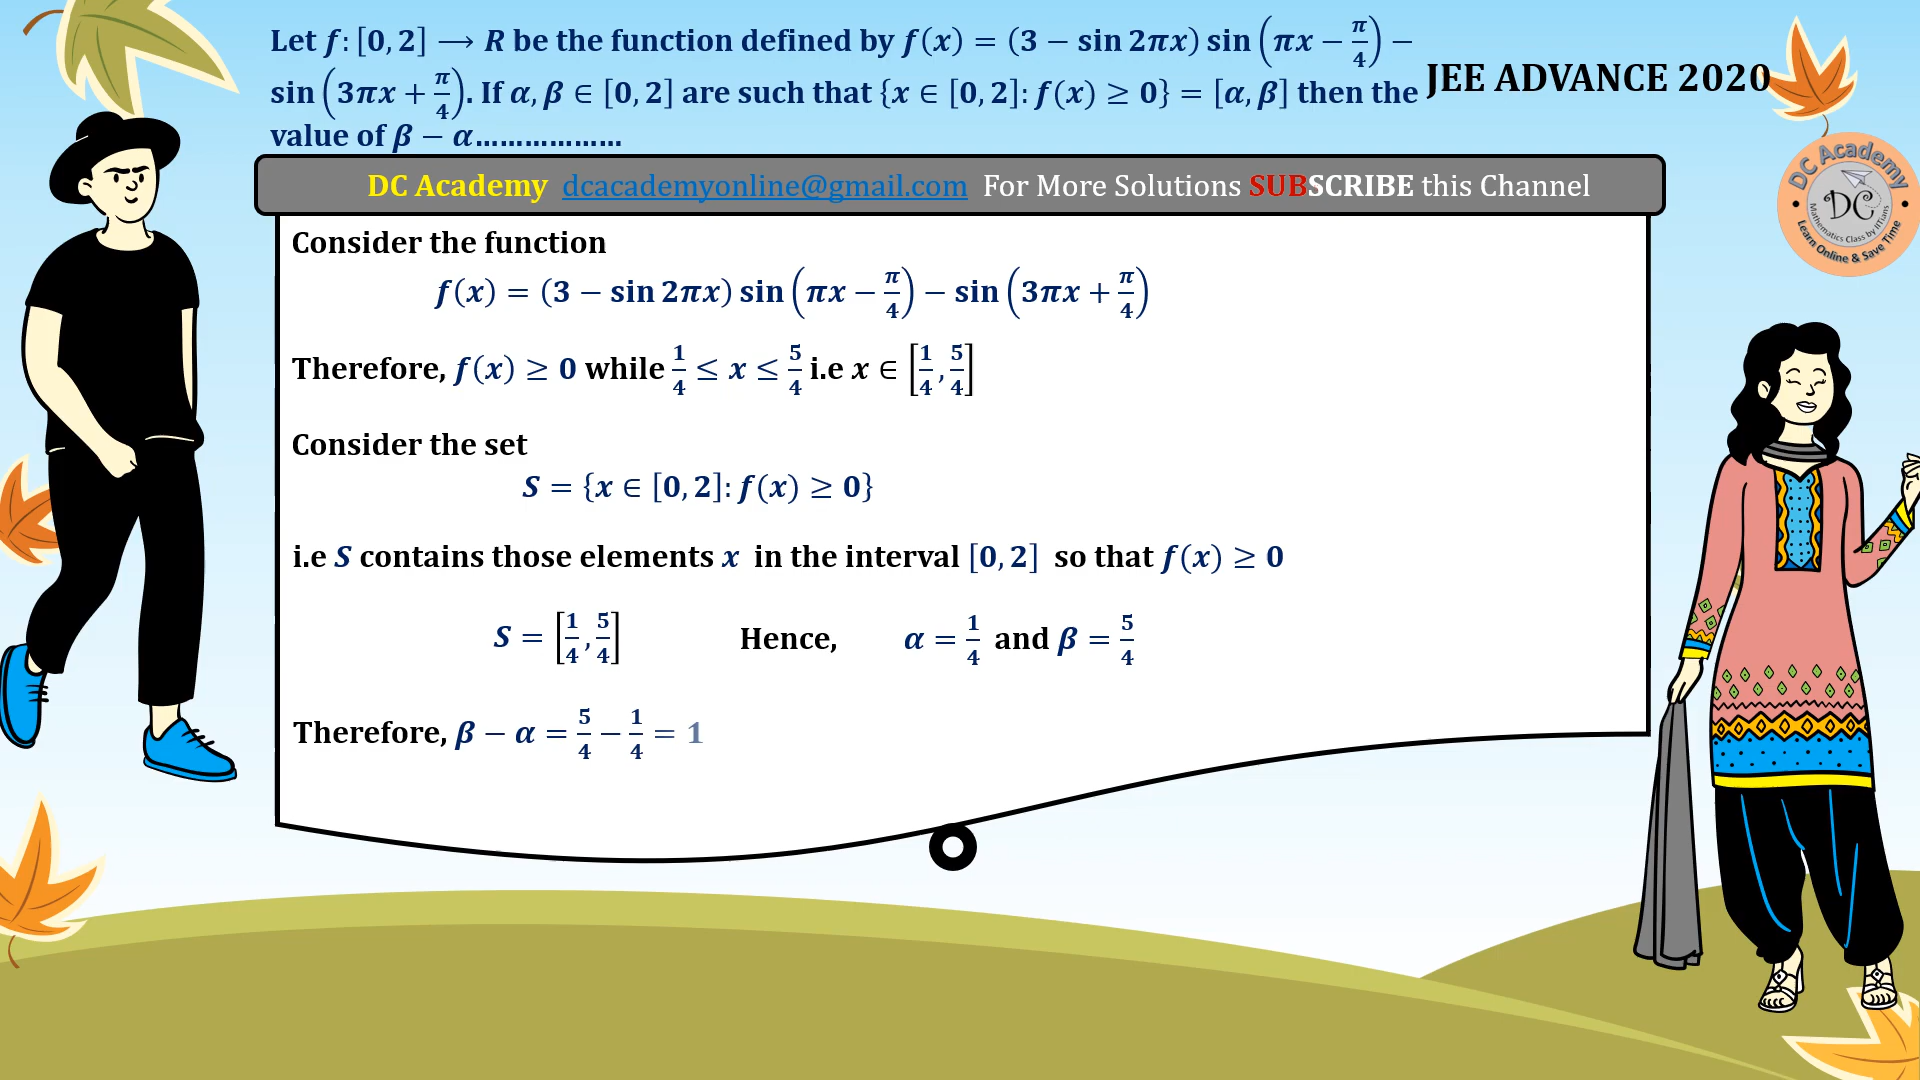 Let f: [0, 2] ⟶ R be the function defined by f(x) = (3 − sin 2πx) sin (πx − π/4) −
sin (3πx + π/4). If α, β ∈ [0, 2] are such that {x ∈ [0, 2]: f(x) ≥ 0} = [α, β] then the
value of β − α..................
JEE ADVANCE 2020
DC Academy dcacademyonline@gmail.com For More Solutions SUBSCRIBE this Channel
DC Academy
DC
Mathematics Class by IITians
Learn Online & Save Time
Consider the function
f(x) = (3 − sin 2πx) sin (πx − π/4) − sin (3πx + π/4)
Therefore, f(x) ≥ 0 while 1/4 ≤ x ≤ 5/4 i.e x ∈ [1/4, 5/4]
Consider the set
S = {x ∈ [0, 2]: f(x) ≥ 0}
i.e S contains those elements x in the interval [0, 2] so that f(x) ≥ 0
S = [1/4, 5/4] Hence, α = 1/4 and β = 5/4
Therefore, β − α = 5/4 − 1/4 = 1